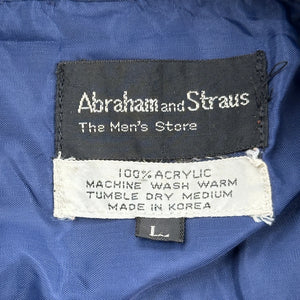 Abraham and Straus
The Men's Store
100% ACRYLIC
MACHINE WASH WARM
TUMBLE DRY MEDIUM
MADE IN KOREA
L